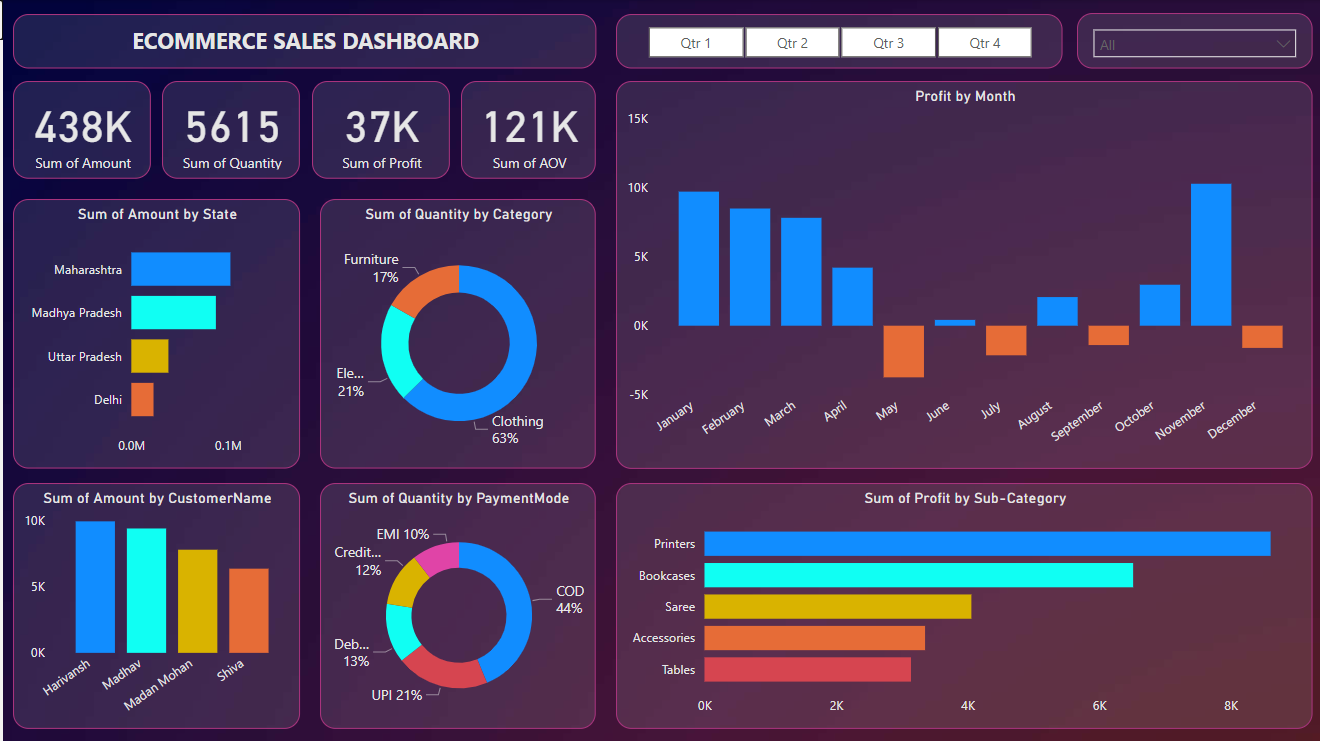 ECOMMERCE SALES DASHBOARD
Qtr 1
Qtr 2
Qtr 3
Qtr 4
All
438K
Sum of Amount
5615
Sum of Quantity
37K
Sum of Profit
121K
Sum of AOV
Profit by Month
15K
10K
5K
0K
-5K
January
February
March
April
May
June
July
August
September
October
November
December
Sum of Amount by State
Maharashtra
Madhya Pradesh
Uttar Pradesh
Delhi
0.0M
0.1M
Sum of Quantity by Category
Furniture
17%
Ele...
21%
Clothing
63%
Sum of Amount by CustomerName
10K
5K
0K
Harivansh
Madhav
Madan Mohan
Shiva
Sum of Quantity by PaymentMode
EMI 10%
Credit...
12%
COD
44%
Deb...
13%
UPI 21%
Sum of Profit by Sub-Category
Printers
Bookcases
Saree
Accessories
Tables
0K
2K
4K
6K
8K